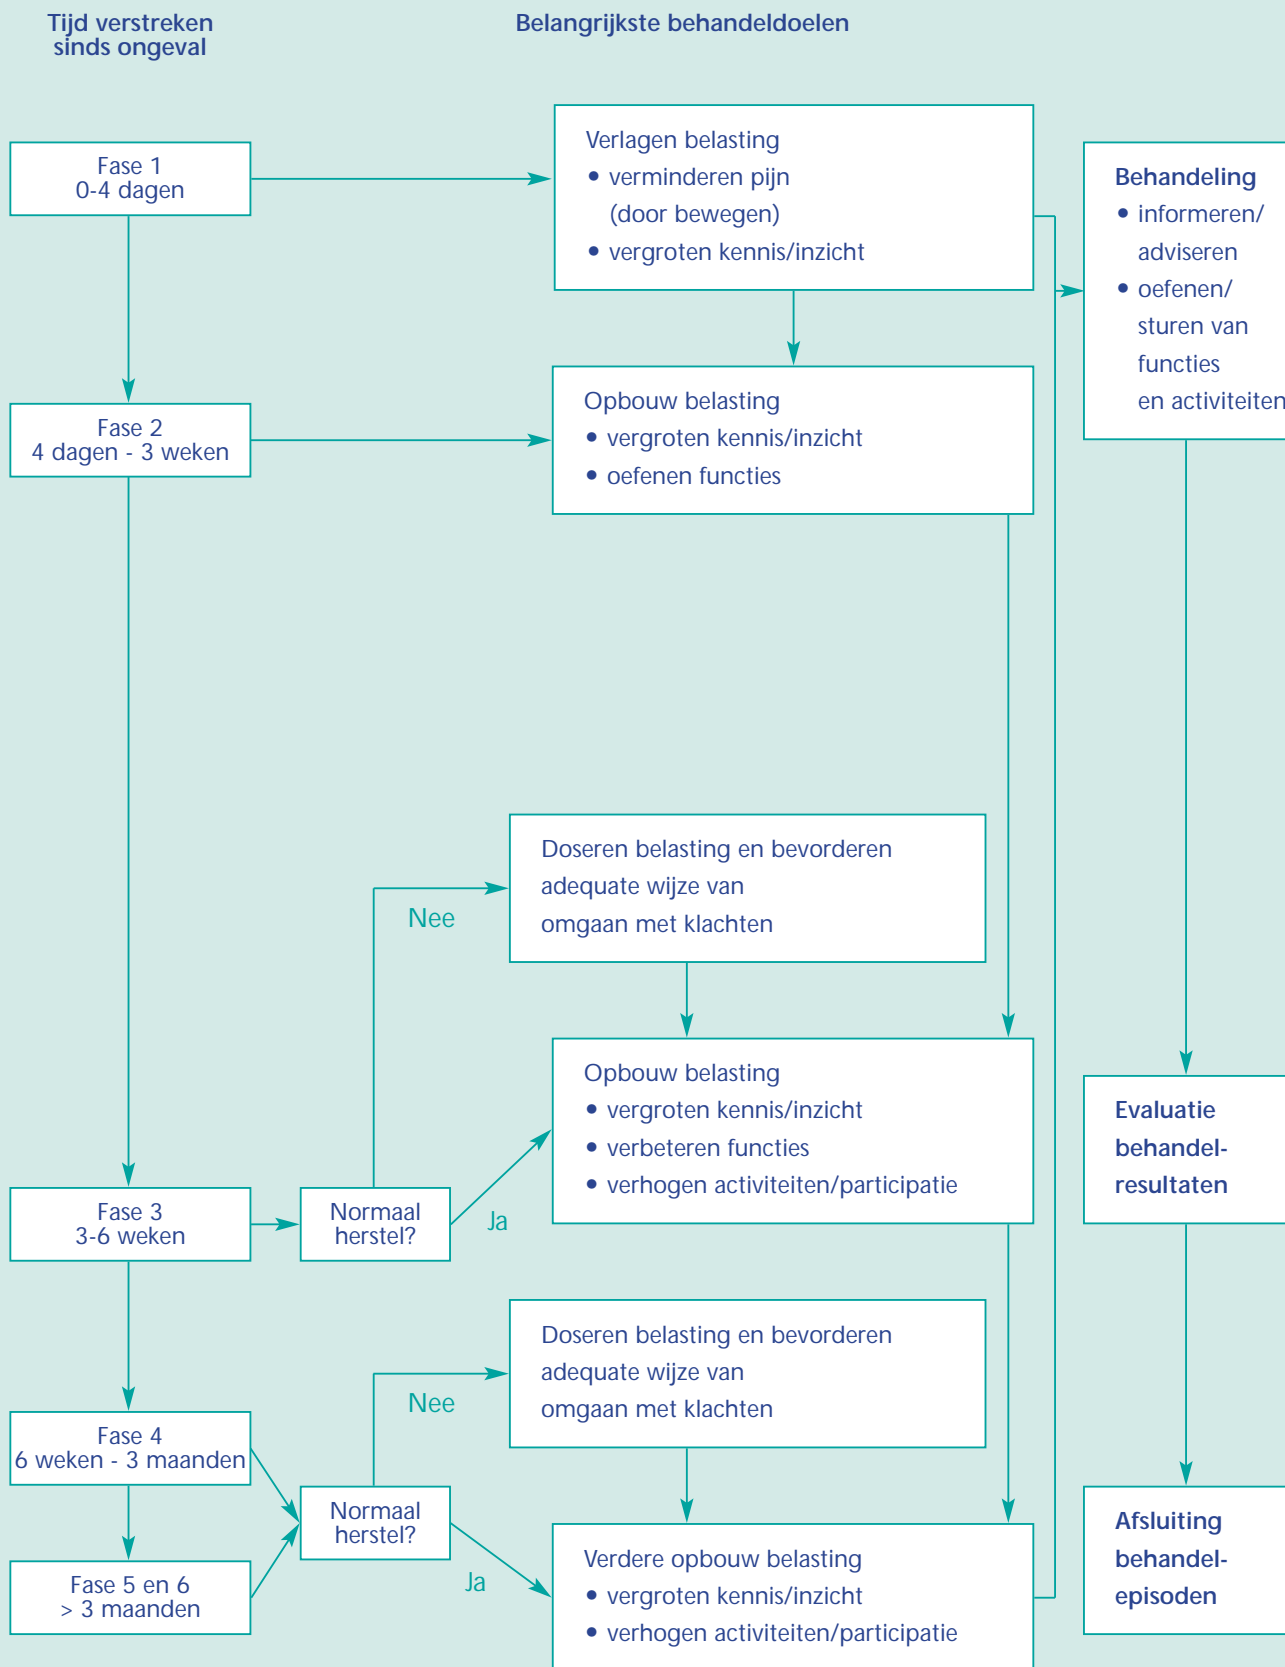 Tijd verstreken
sinds ongeval
Belangrijkste behandeldoelen
Fase 1
0-4 dagen
Verlagen belasting
• verminderen pijn
(door bewegen)
• vergroten kennis/inzicht
Behandeling
• informeren/
adviseren
• oefenen/
sturen van
functies
en activiteiten
Fase 2
4 dagen - 3 weken
Opbouw belasting
• vergroten kennis/inzicht
• oefenen functies
Doseren belasting en bevorderen
adequate wijze van
omgaan met klachten
Nee
Opbouw belasting
• vergroten kennis/inzicht
• verbeteren functies
• verhogen activiteiten/participatie
Evaluatie
behandel-
resultaten
Fase 3
3-6 weken
Normaal
herstel?
Ja
Doseren belasting en bevorderen
adequate wijze van
omgaan met klachten
Nee
Fase 4
6 weken - 3 maanden
Normaal
herstel?
Ja
Fase 5 en 6
> 3 maanden
Verdere opbouw belasting
• vergroten kennis/inzicht
• verhogen activiteiten/participatie
Afsluiting
behandel-
episoden